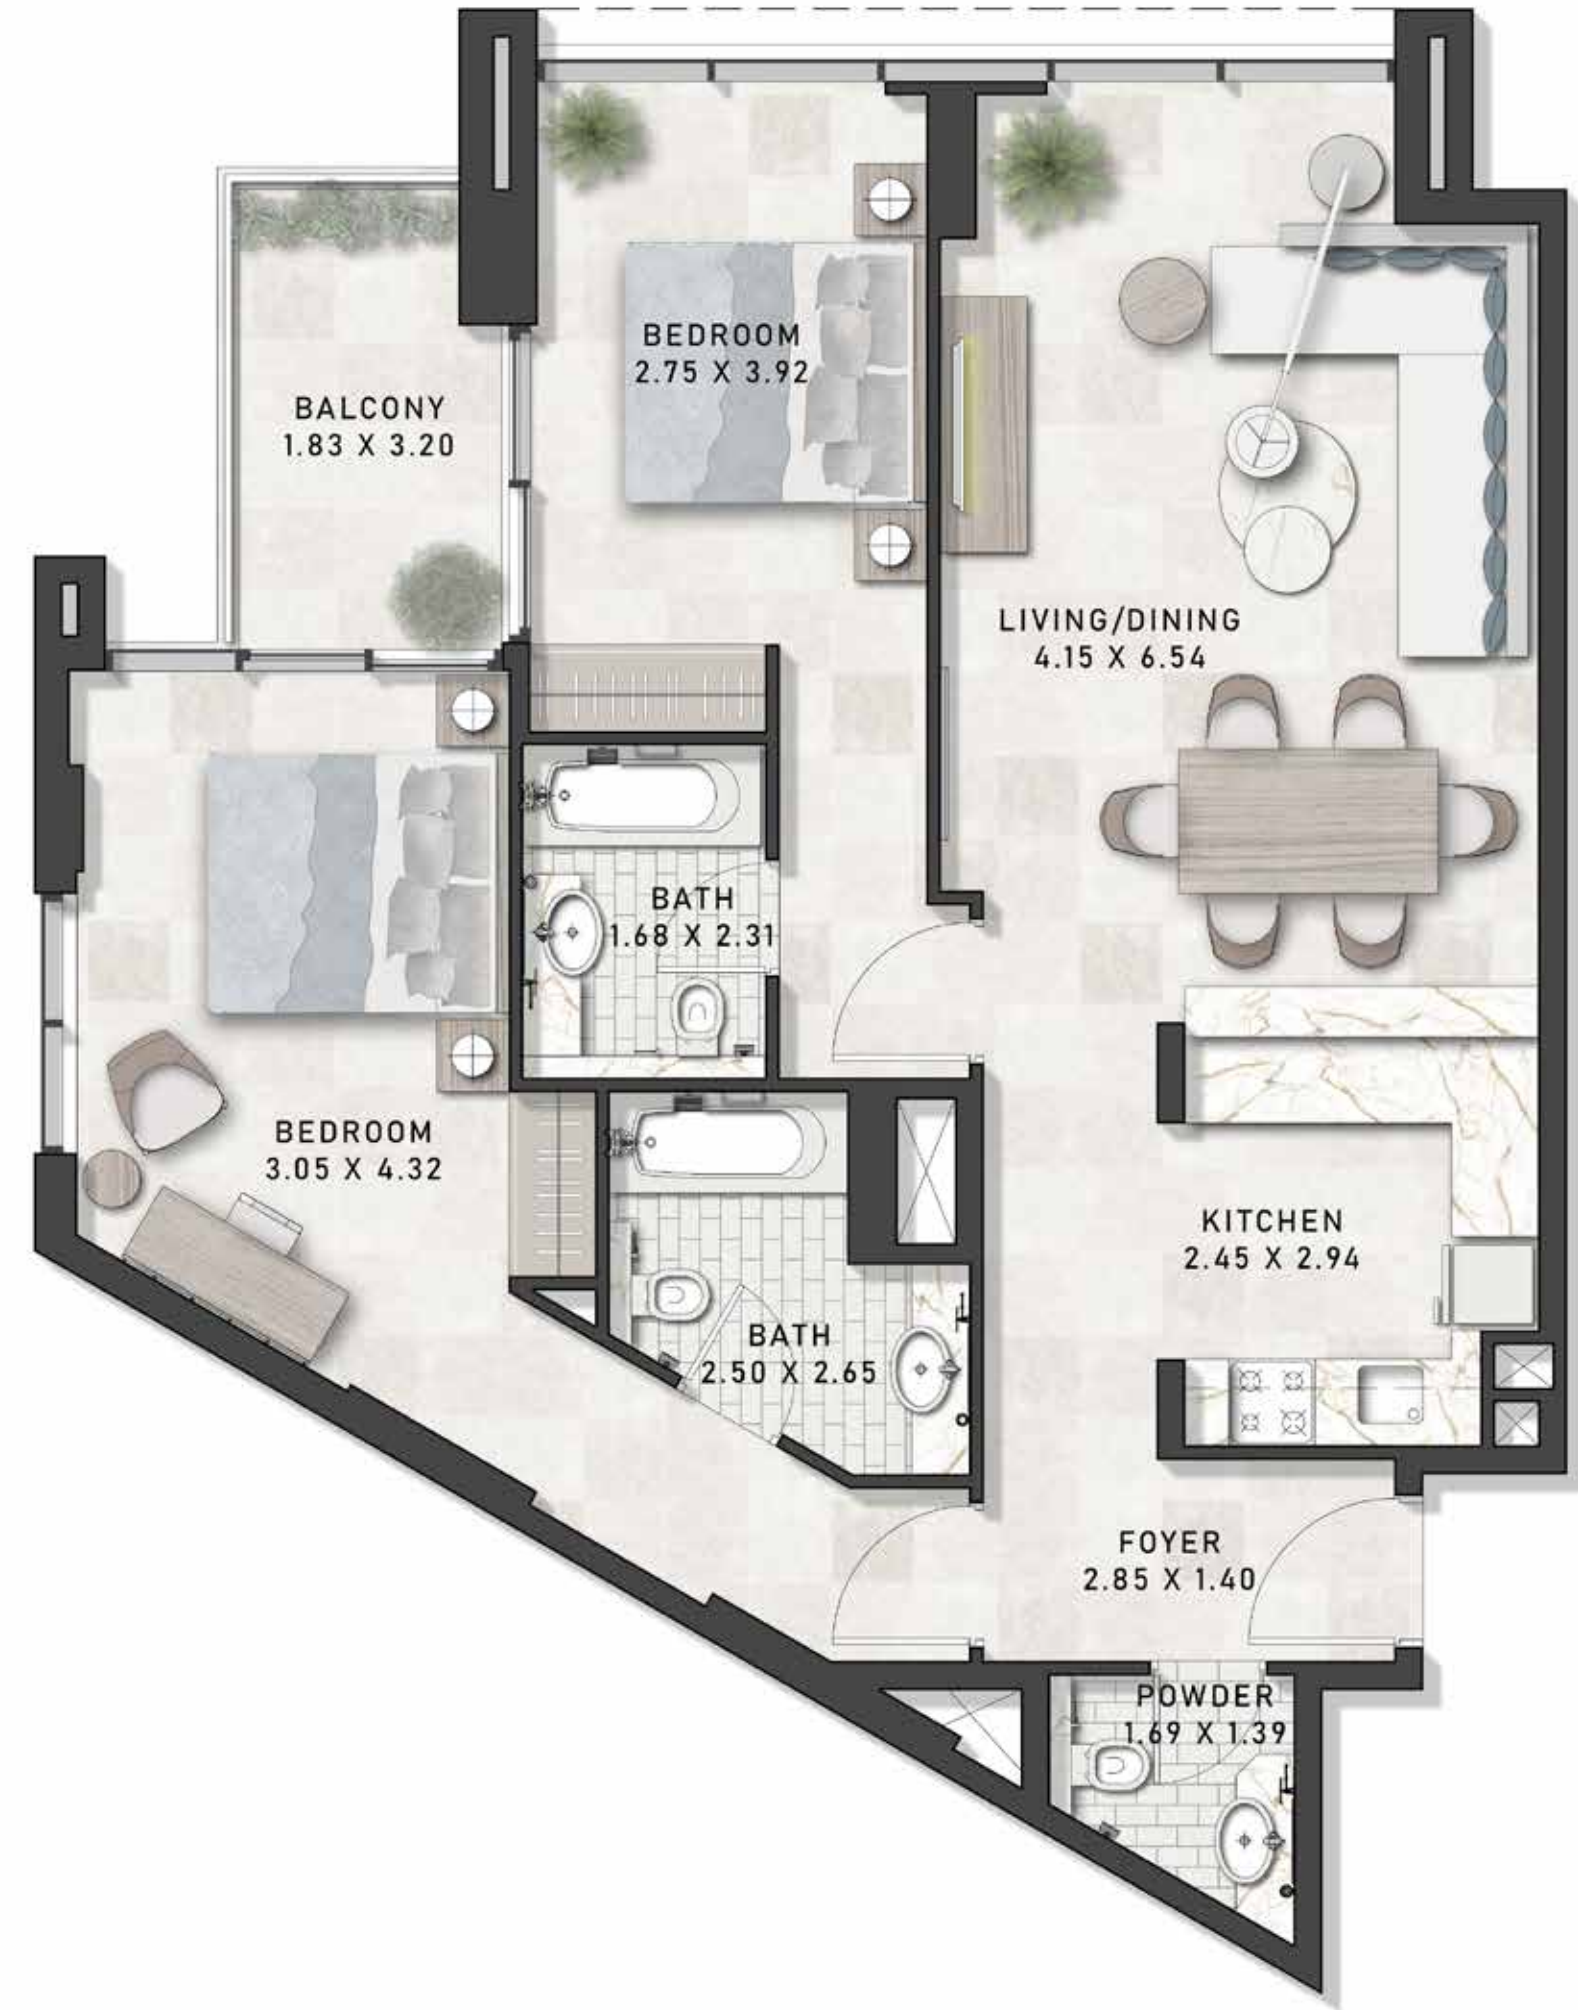 BEDROOM
2.75 X 3.92
BALCONY
1.83 X 3.20
LIVING/DINING
4.15 X 6.54
BATH
1.68 X 2.31
BEDROOM
3.05 X 4.32
KITCHEN
2.45 X 2.94
BATH
2.50 X 2.65
FOYER
2.85 X 1.40
POWDER
1.69 X 1.39